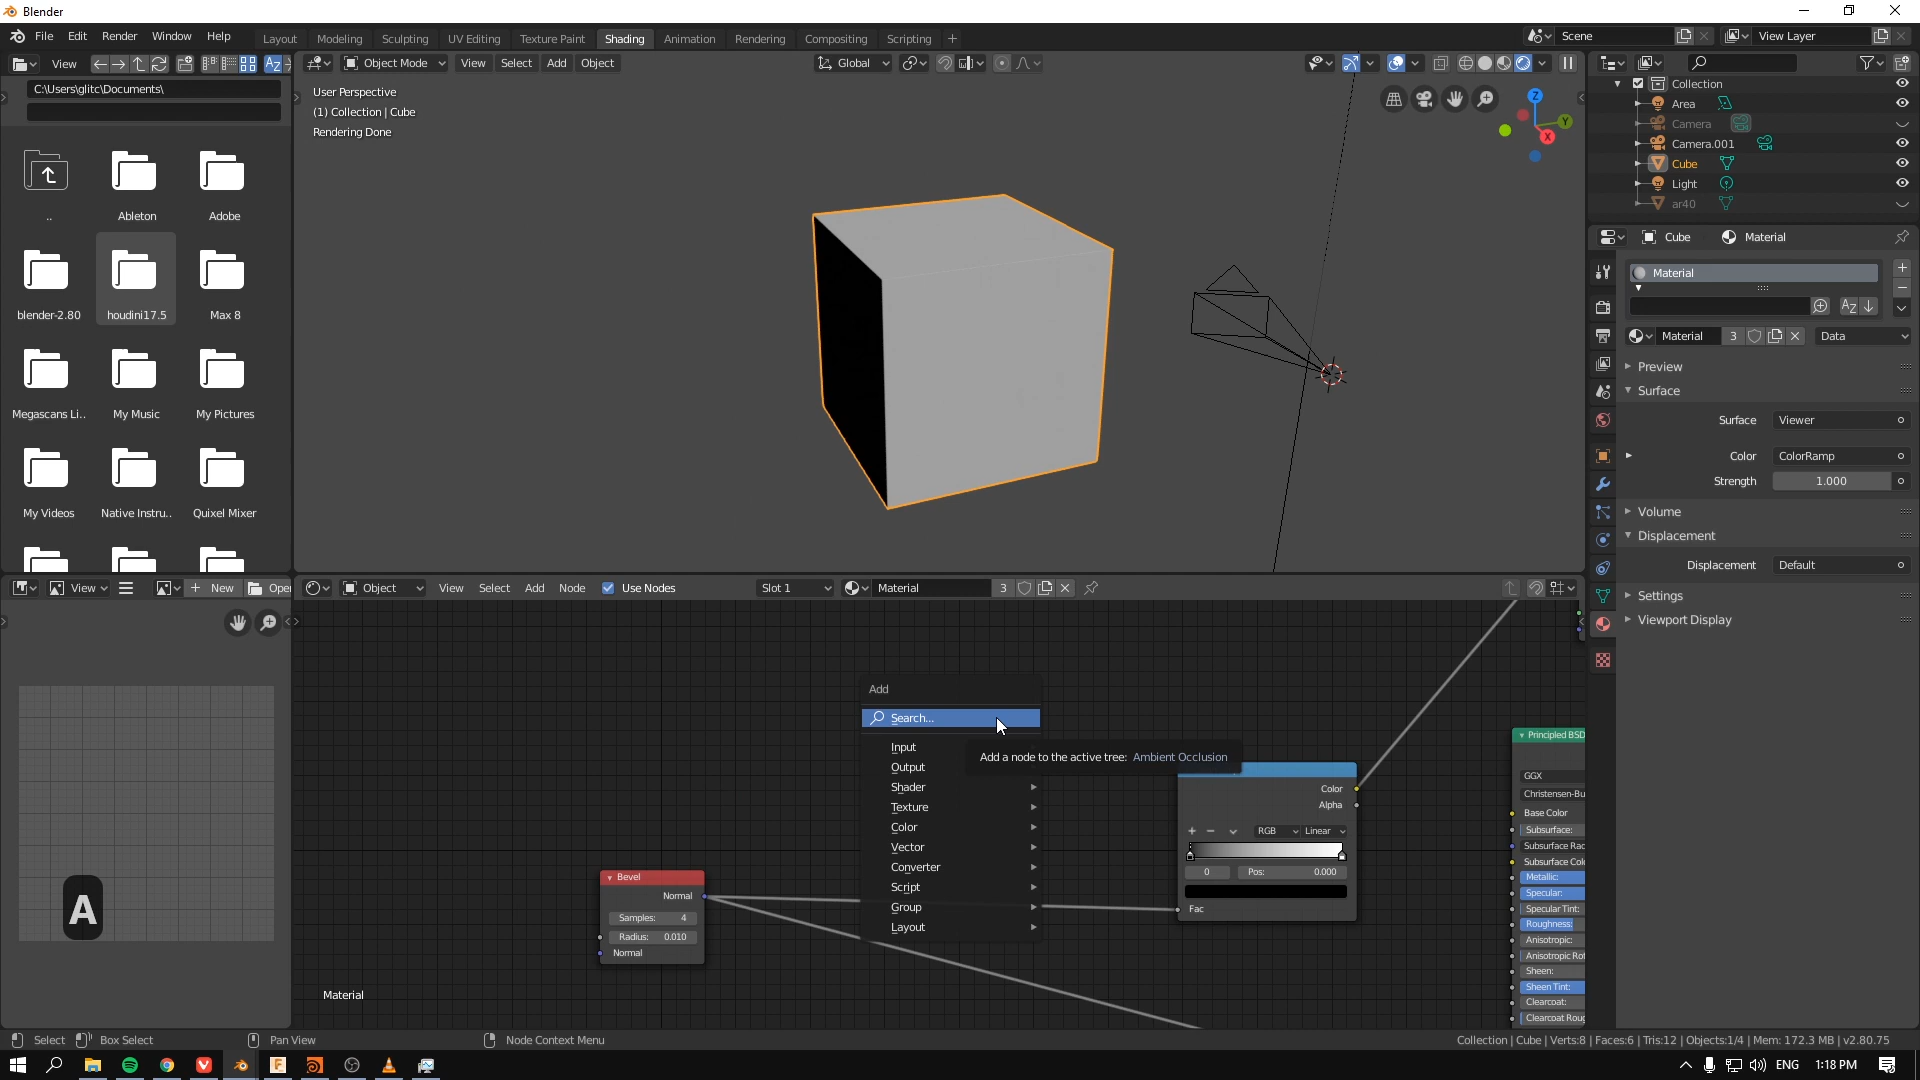 Blender
File Edit Render Window Help
Layout Modeling Sculpting UV Editing Texture Paint Shading Animation Rendering Compositing Scripting +
Scene
View Layer
View
C:\Users\glitc\Documents\
..
Ableton
Adobe
blender-2.80
houdini17.5
Max 8
Megascans Li..
My Music
My Pictures
My Videos
Native Instru..
Quixel Mixer
Object Mode View Select Add Object
Global
User Perspective
(1) Collection | Cube
Rendering Done
Z
Y
X
Collection
Area
Camera
Camera.001
Cube
Light
ar40
Cube Material
Material
Material 3 Data
Preview
Surface
Surface Viewer
Color ColorRamp
Strength 1.000
Volume
Displacement
Displacement Default
Settings
Viewport Display
View New Oper
A
Object View Select Add Node Use Nodes Slot 1 Material 3
Add
Search...
Input
Output
Shader
Texture
Color
Vector
Converter
Script
Group
Layout
Add a node to the active tree: Ambient Occlusion
Bevel
Normal
Samples: 4
Radius: 0.010
Normal
Color
Alpha
RGB Linear
0 Pos: 0.000
Fac
Principled BSD
GGX
Christensen-Bu
Base Color
Subsurface:
Subsurface Rac
Subsurface Colo
Metallic:
Specular:
Specular Tint:
Roughness:
Anisotropic:
Anisotropic Rot
Sheen:
Sheen Tint:
Clearcoat:
Clearcoat Roug
Material
Select Box Select Pan View Node Context Menu
Collection | Cube | Verts:8 | Faces:6 | Tris:12 | Objects:1/4 | Mem: 172.3 MB | v2.80.75
ENG 1:18 PM